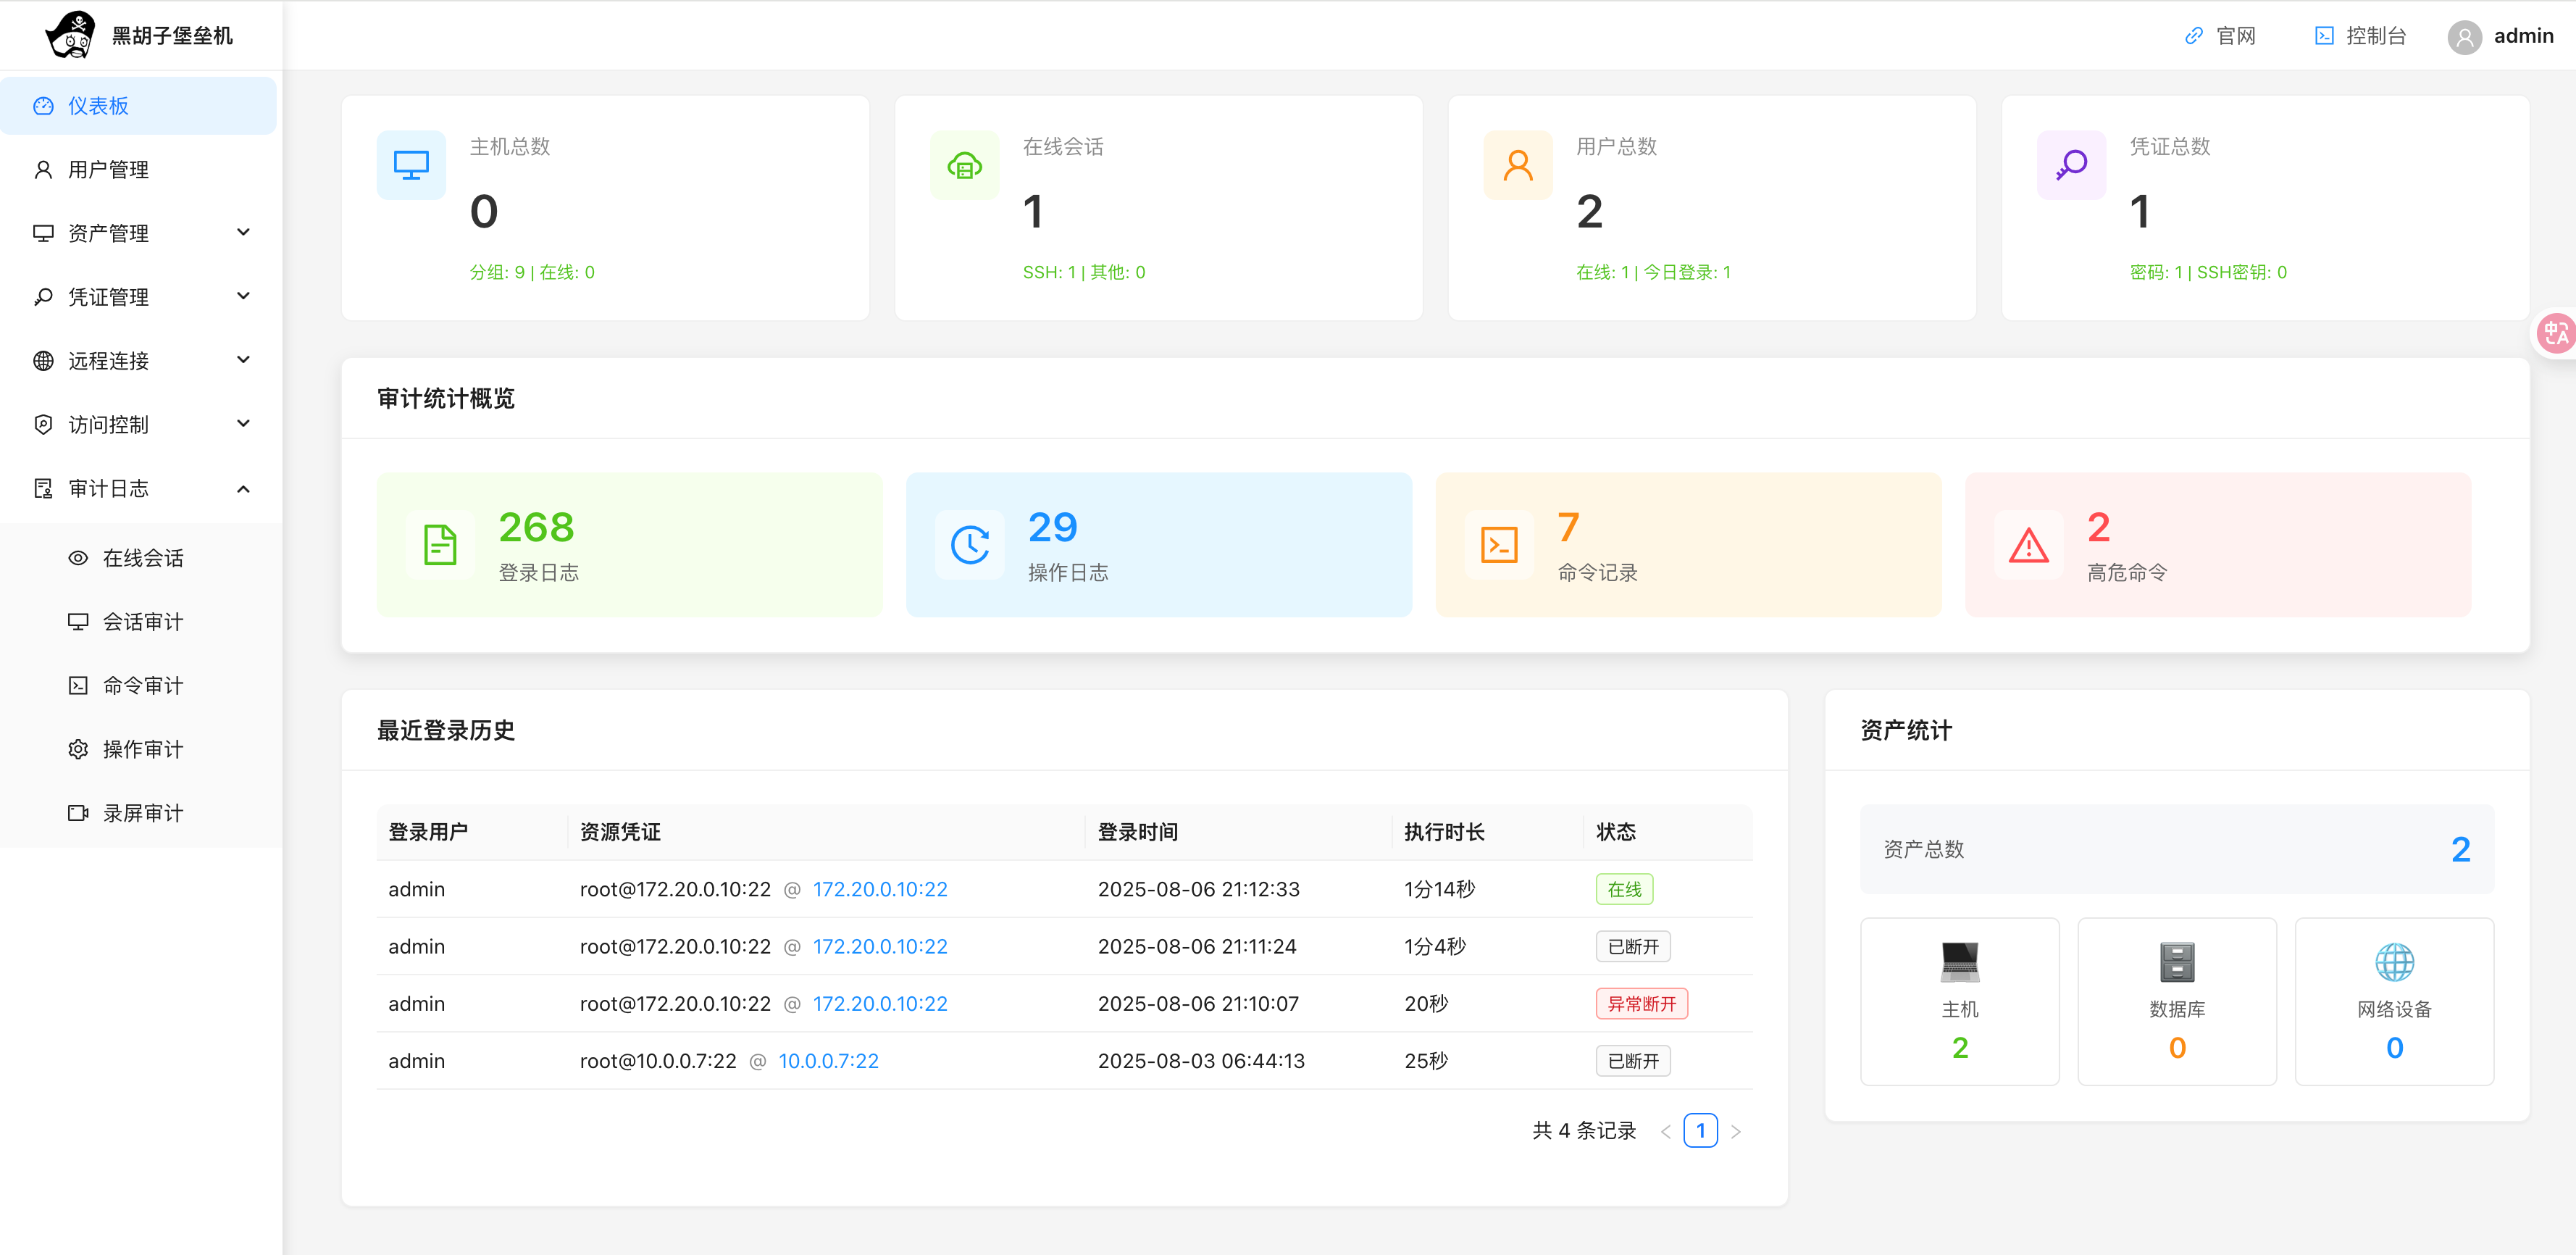 黑胡子堡垒机
官网
控制台
admin
仪表板
用户管理
资产管理
凭证管理
远程连接
访问控制
审计日志
在线会话
会话审计
命令审计
操作审计
录屏审计
主机总数
0
分组: 9 | 在线: 0
在线会话
1
SSH: 1 | 其他: 0
用户总数
2
在线: 1 | 今日登录: 1
凭证总数
1
密码: 1 | SSH密钥: 0
中
A
审计统计概览
268
登录日志
29
操作日志
7
命令记录
2
高危命令
最近登录历史
登录用户 资源凭证 登录时间 执行时长 状态
admin root@172.20.0.10:22 @ 172.20.0.10:22 2025-08-06 21:12:33 1分14秒 在线
admin root@172.20.0.10:22 @ 172.20.0.10:22 2025-08-06 21:11:24 1分4秒 已断开
admin root@172.20.0.10:22 @ 172.20.0.10:22 2025-08-06 21:10:07 20秒 异常断开
admin root@10.0.0.7:22 @ 10.0.0.7:22 2025-08-03 06:44:13 25秒 已断开
共 4 条记录 < 1 >
资产统计
资产总数 2
主机
2
数据库
0
网络设备
0